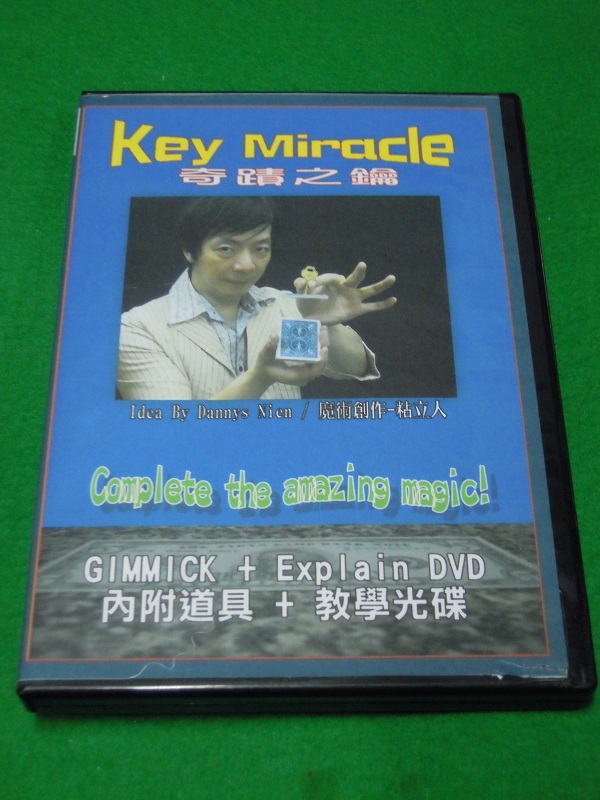 Key Miracle
奇蹟之鑰
Idea By Dannys Nien / 魔術創作-粘立人
Complete the amazing magic!
GIMMICK + Explain DVD
內附道具 + 教學光碟